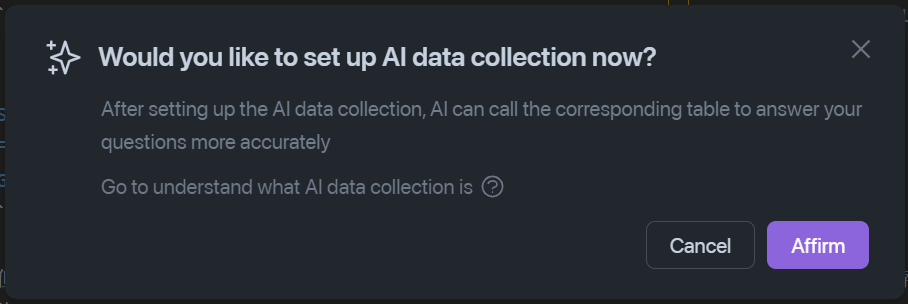 Would you like to set up AI data collection now?
After setting up the AI data collection, AI can call the corresponding table to answer your
questions more accurately
Go to understand what AI data collection is
Cancel
Affirm